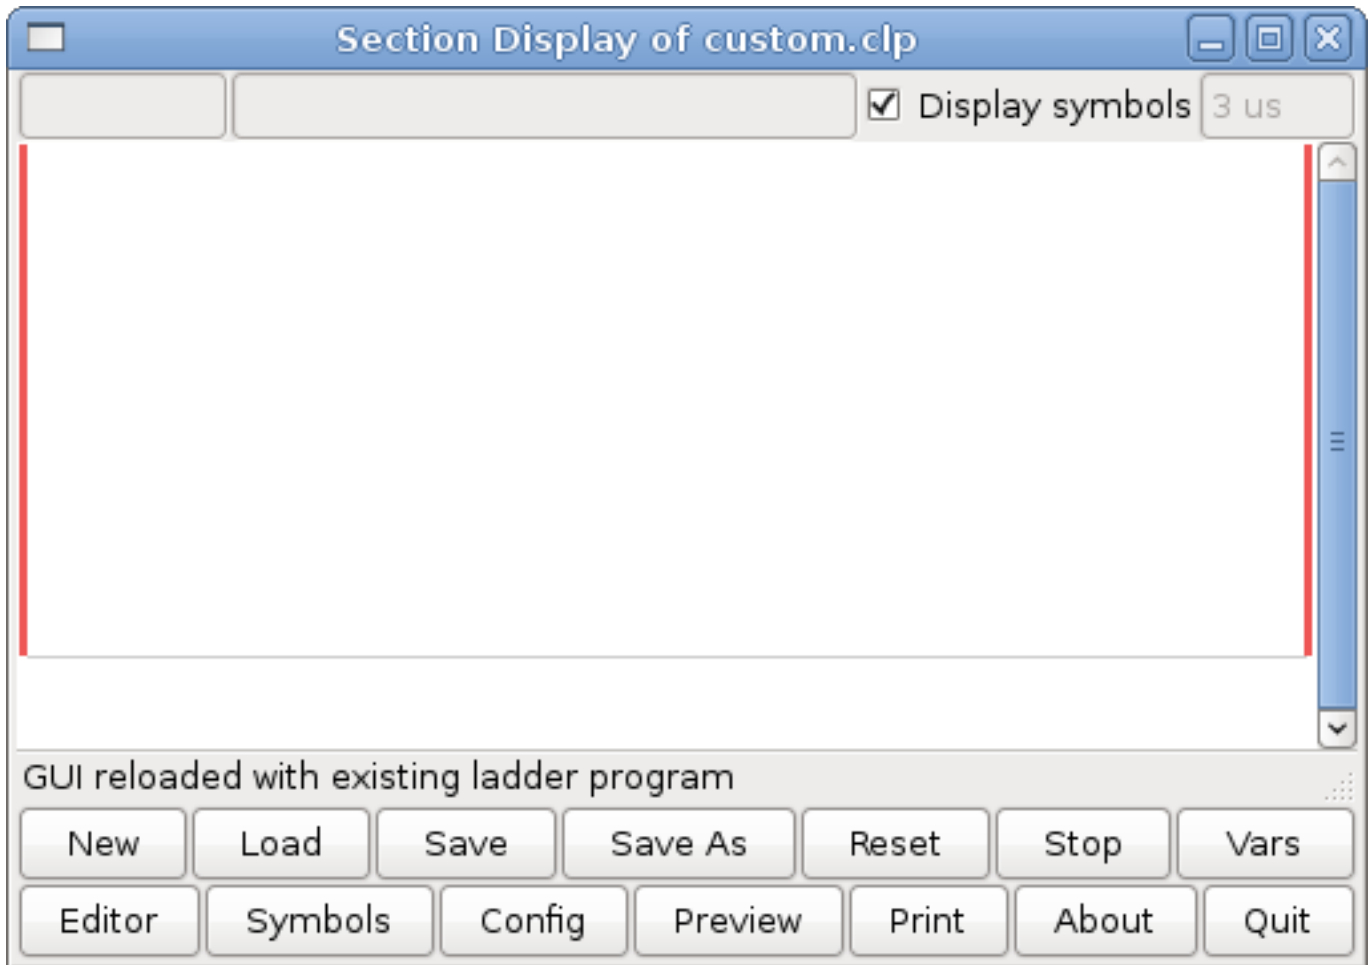 Section Display of custom.clp
Display symbols 3 us
GUI reloaded with existing ladder program
New Load Save Save As Reset Stop Vars
Editor Symbols Config Preview Print About Quit